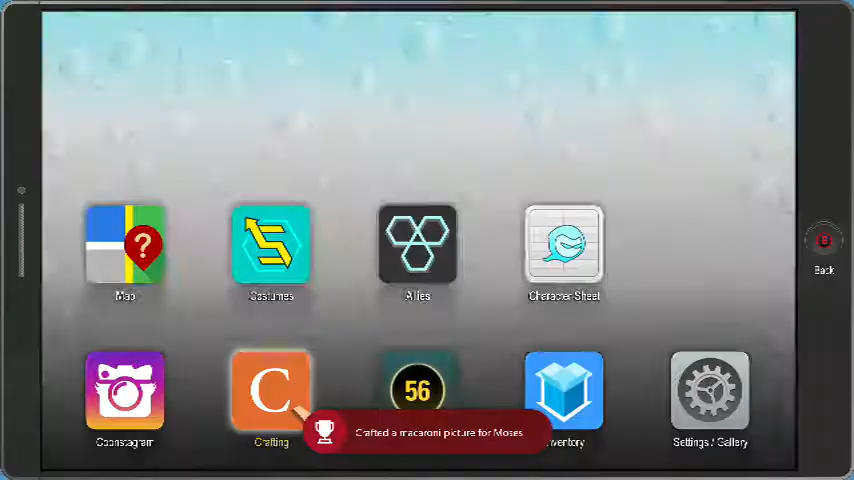 ?
S
Map
Costumes
Allies
Character Sheet
B
Back
C
56
Crafted a macaroni picture for Moses
Coonstagram
Crafting
Inventory
Settings / Gallery